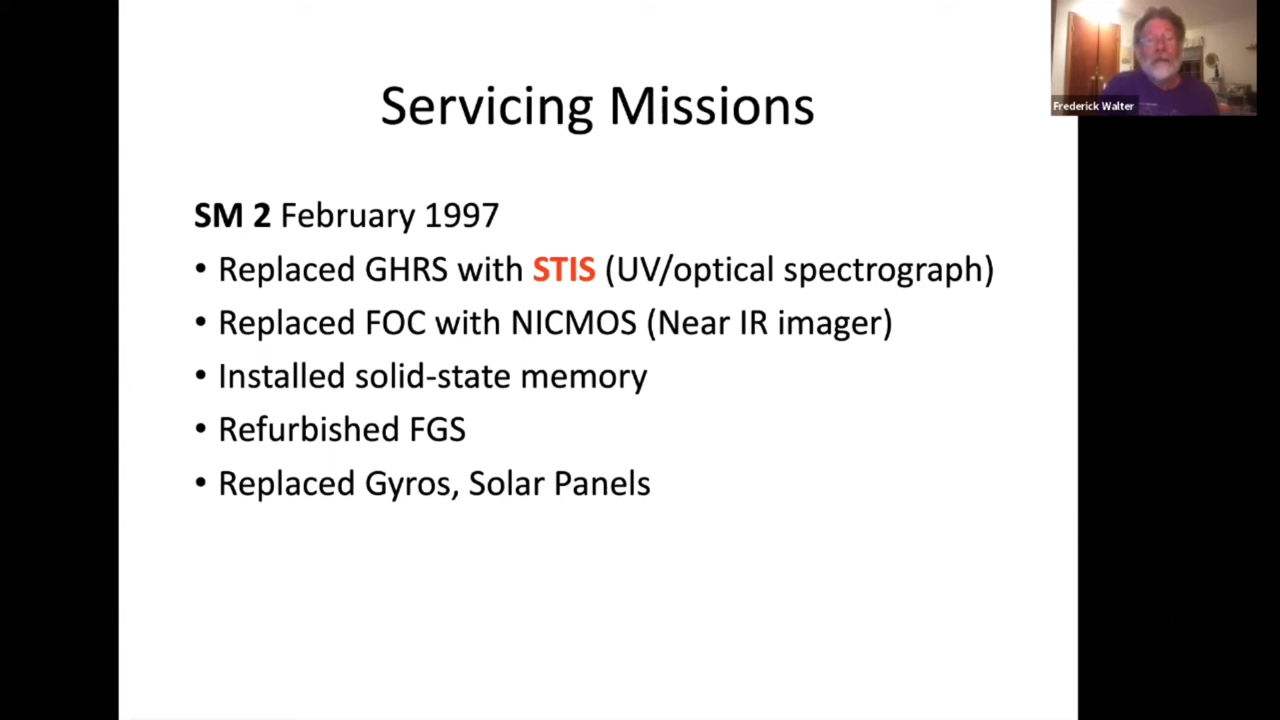 Servicing Missions
SM 2 February 1997
• Replaced GHRS with STIS (UV/optical spectrograph)
• Replaced FOC with NICMOS (Near IR imager)
• Installed solid-state memory
• Refurbished FGS
• Replaced Gyros, Solar Panels
Frederick Walter